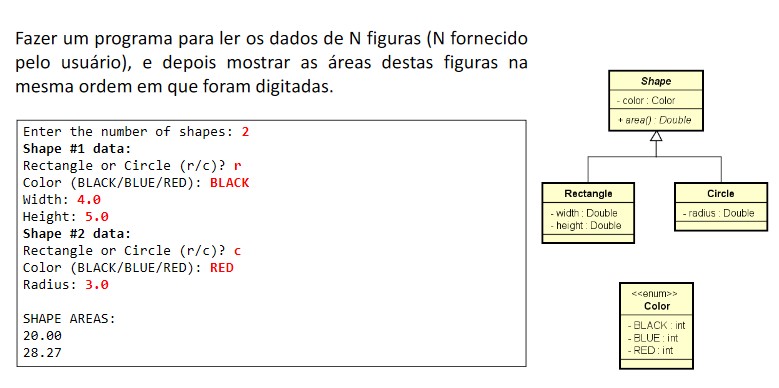 Fazer um programa para ler os dados de N figuras (N fornecido
pelo usuário), e depois mostrar as áreas destas figuras na
mesma ordem em que foram digitadas.
Enter the number of shapes: 2
Shape #1 data:
Rectangle or Circle (r/c)? r
Color (BLACK/BLUE/RED): BLACK
Width: 4.0
Height: 5.0
Shape #2 data:
Rectangle or Circle (r/c)? c
Color (BLACK/BLUE/RED): RED
Radius: 3.0
SHAPE AREAS:
20.00
28.27
Shape
- color : Color
+ area() : Double
Rectangle
- width : Double
- height : Double
Circle
- radius : Double
<<enum>>
Color
- BLACK : int
- BLUE : int
- RED : int